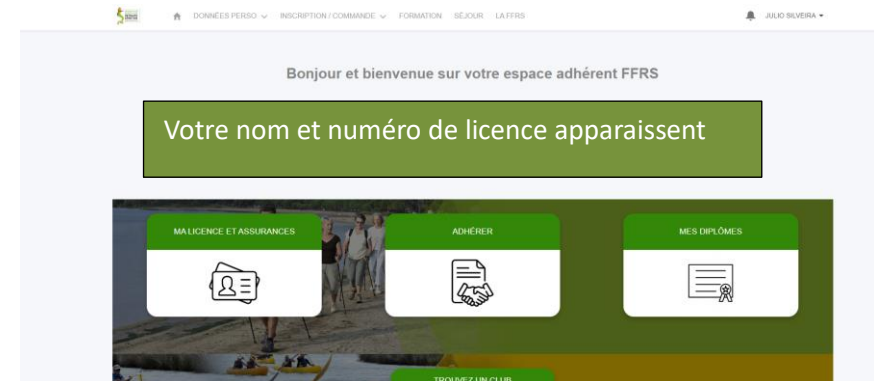 DONNÉES PERSO INSCRIPTION / COMMANDE FORMATION SÉJOUR LA FFRS JULIO SILVEIRA
Bonjour et bienvenue sur votre espace adhérent FFRS
Votre nom et numéro de licence apparaissent
MA LICENCE ET ASSURANCES ADHÉRER MES DIPLÔMES
TROUVEZ UN CLUB